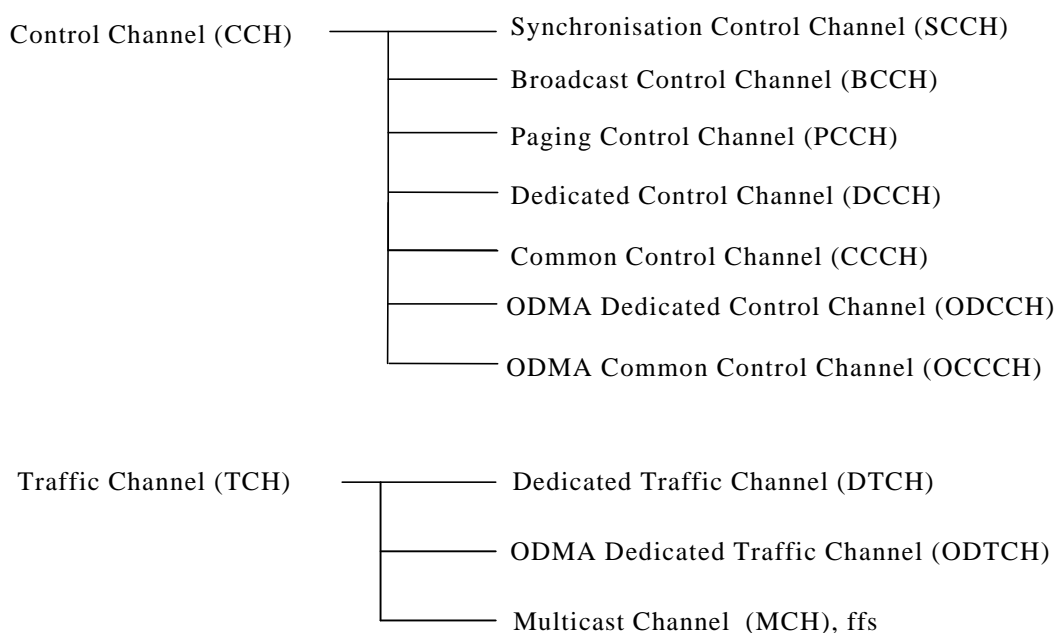 Control Channel (CCH)
Synchronisation Control Channel (SCCH)
Broadcast Control Channel (BCCH)
Paging Control Channel (PCCH)
Dedicated Control Channel (DCCH)
Common Control Channel (CCCH)
ODMA Dedicated Control Channel (ODCCH)
ODMA Common Control Channel (OCCCH)
Traffic Channel (TCH)
Dedicated Traffic Channel (DTCH)
ODMA Dedicated Traffic Channel (ODTCH)
Multicast Channel (MCH), ffs